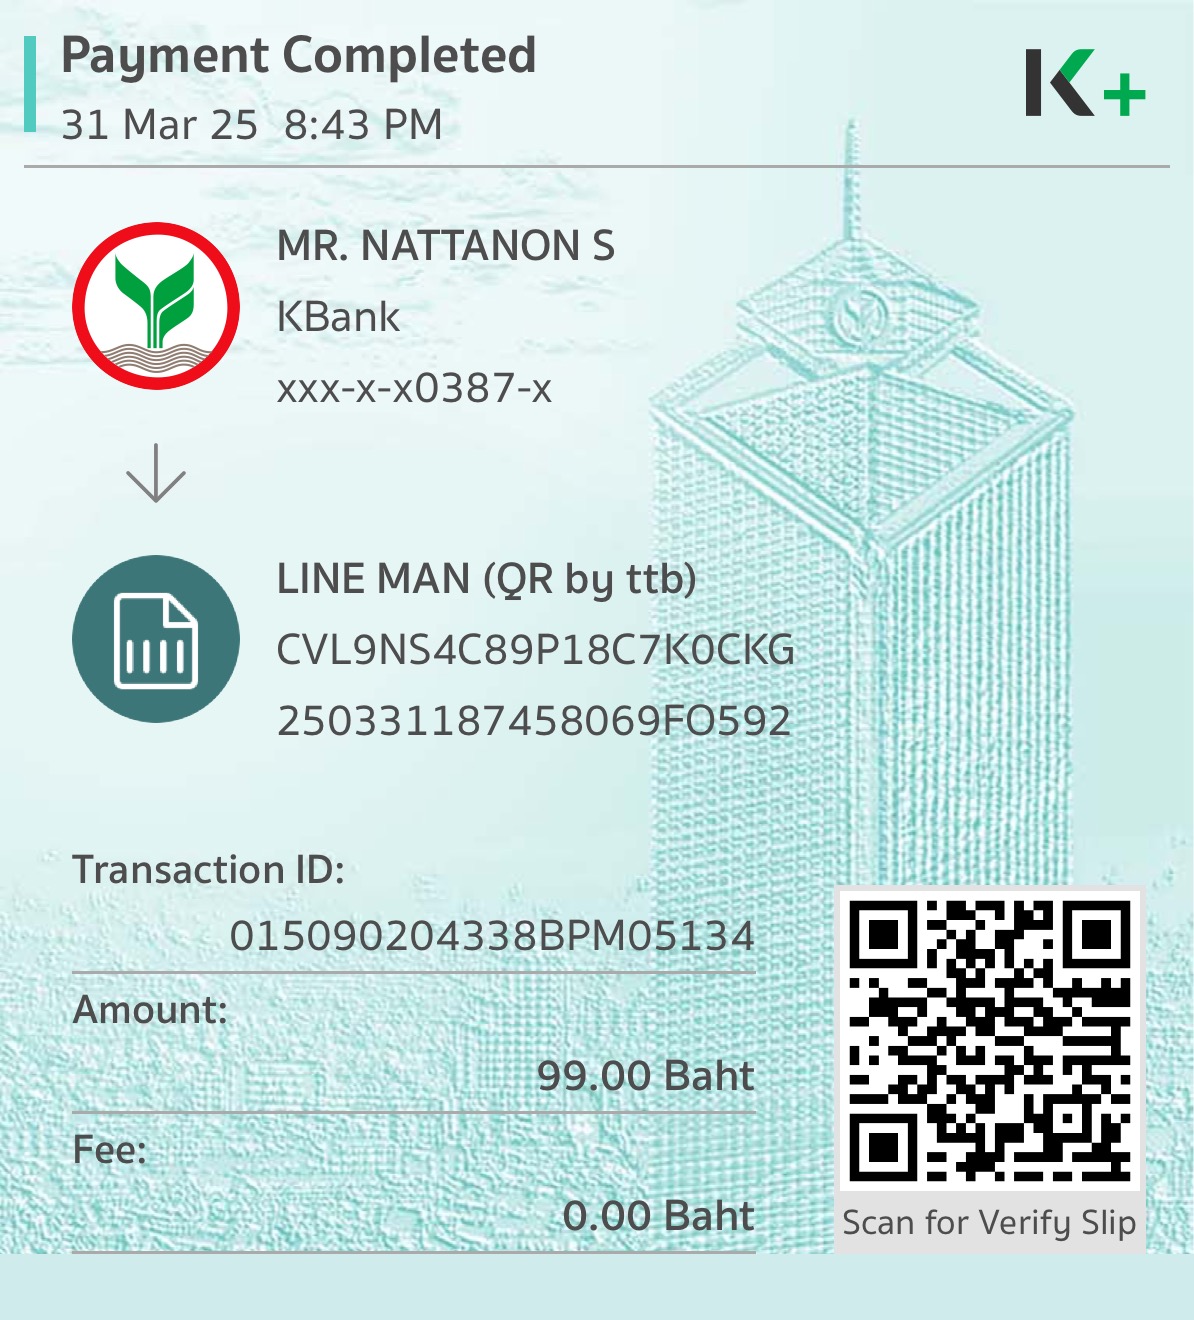 Payment Completed
31 Mar 25 8:43 PM
K+
MR. NATTANON S
KBank
xxx-x-x0387-x
LINE MAN (QR by ttb)
CVL9NS4C89P18C7K0CKG
250331187458069FO592
Transaction ID:
015090204338BPM05134
Amount:
99.00 Baht
Fee:
0.00 Baht
Scan for Verify Slip